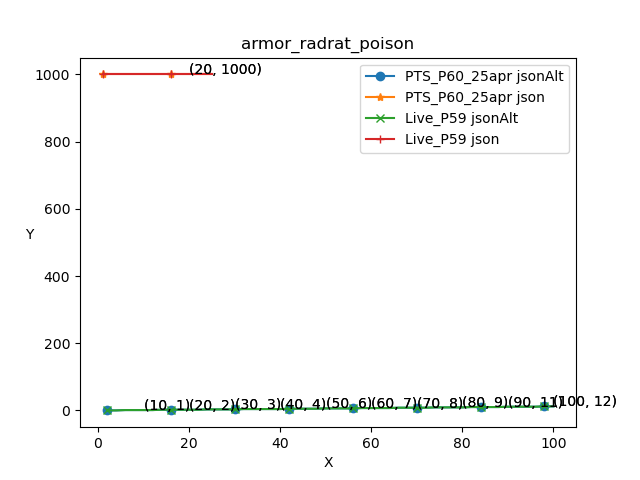 armor_radrat_poison
1000
800
600
400
200
0
Y
(20, 1000)
PTS_P60_25apr jsonAlt
PTS_P60_25apr json
Live_P59 jsonAlt
Live_P59 json
(10, 1)(20, 2)(30, 3)(40, 4)(50, 6)(60, 7)(70, 8)(80, 9)(90, 11)(100, 12)
0 20 40 60 80 100
X